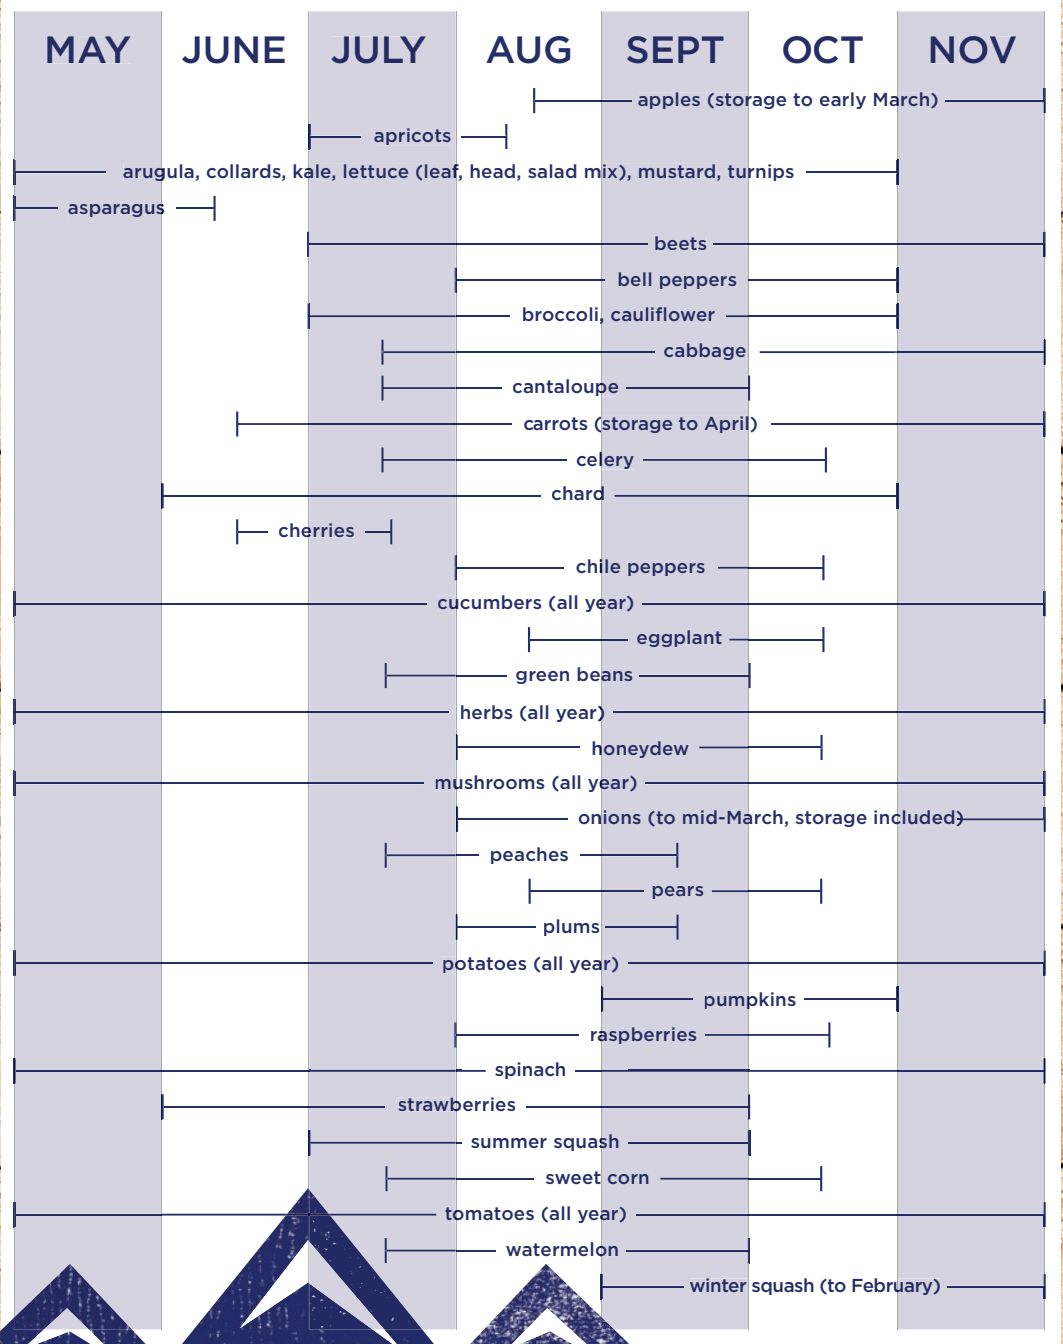 MAY JUNE JULY AUG SEPT OCT NOV
apples (storage to early March)
apricots
arugula, collards, kale, lettuce (leaf, head, salad mix), mustard, turnips
asparagus
beets
bell peppers
broccoli, cauliflower
cabbage
cantaloupe
carrots (storage to April)
celery
chard
cherries
chile peppers
cucumbers (all year)
eggplant
green beans
herbs (all year)
honeydew
mushrooms (all year)
onions (to mid-March, storage included)
peaches
pears
plums
potatoes (all year)
pumpkins
raspberries
spinach
strawberries
summer squash
sweet corn
tomatoes (all year)
watermelon
winter squash (to February)